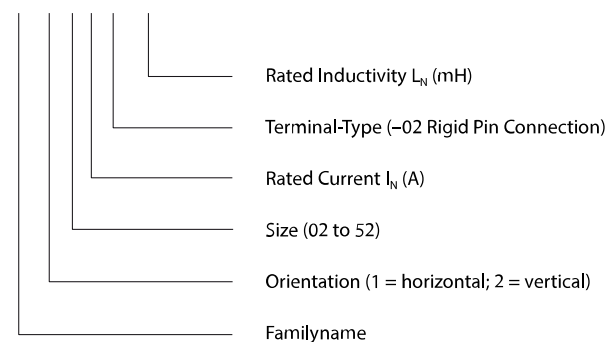 Rated Inductivity L_N (mH)
Terminal-Type (–02 Rigid Pin Connection)
Rated Current I_N (A)
Size (02 to 52)
Orientation (1 = horizontal; 2 = vertical)
Familyname